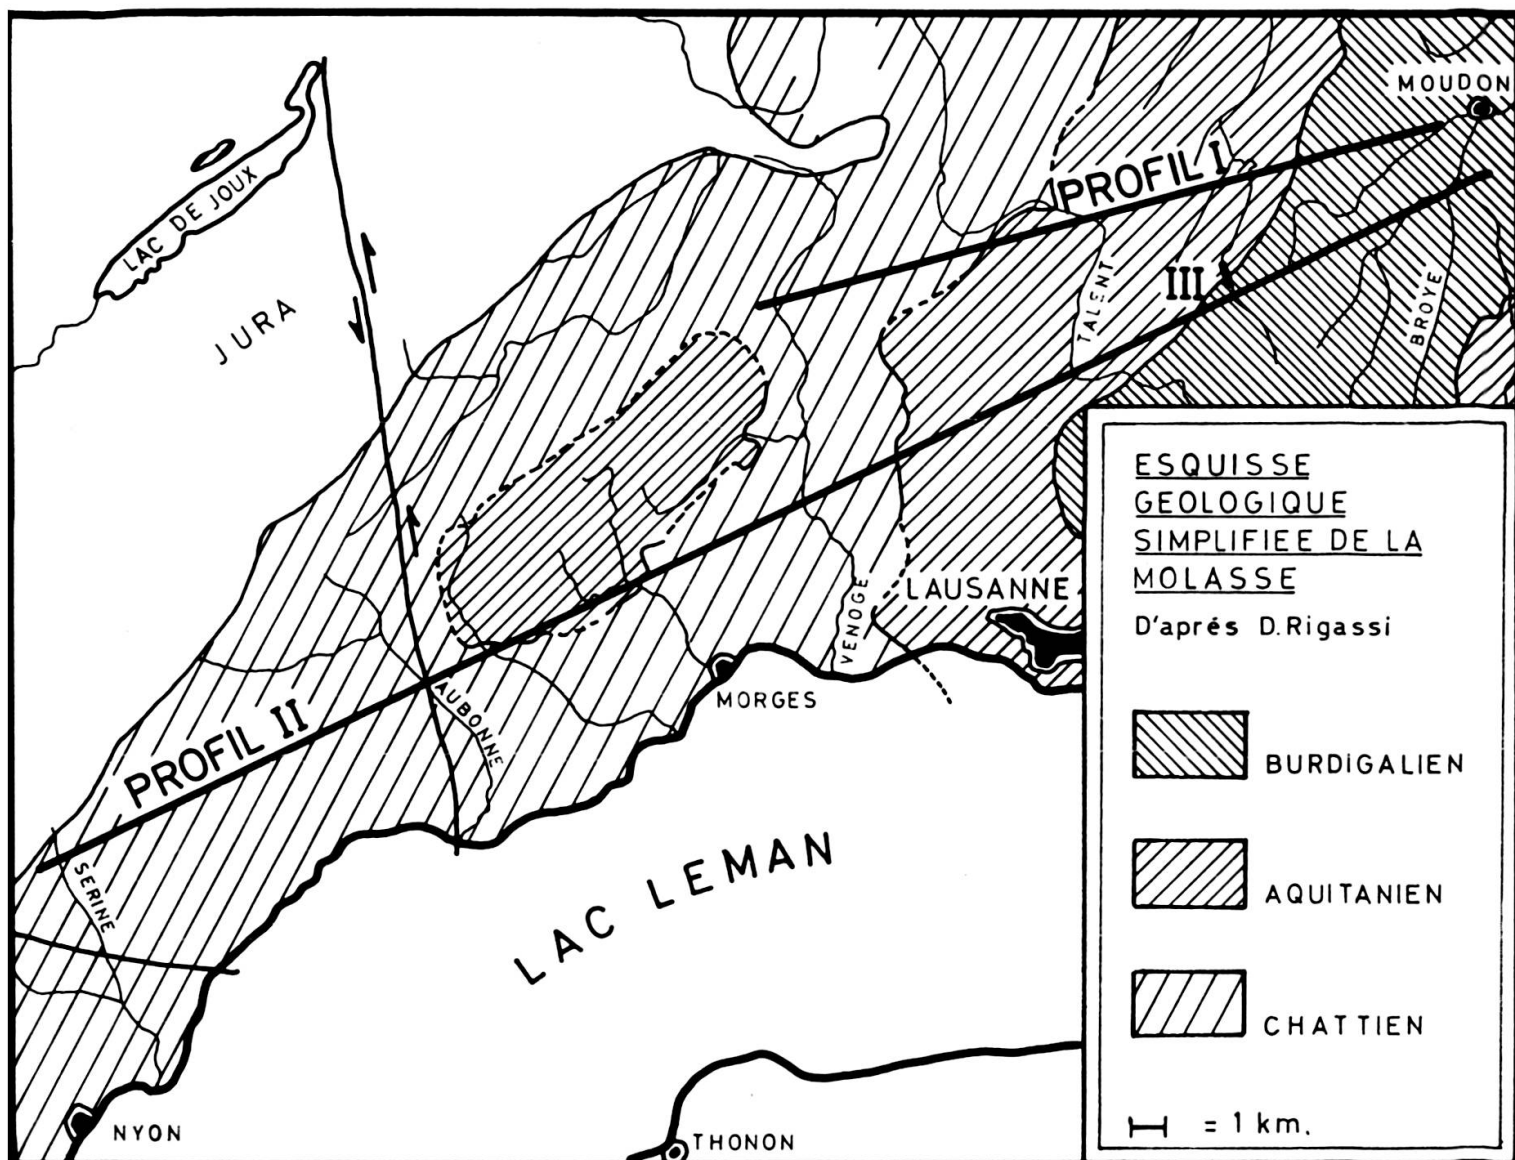 MOUDON
PROFIL I
LAC DE JOUX
JURA
III
TALENT
BROYE
LAUSANNE
VENOGE
MORGES
AUBONNE
PROFIL II
SERINE
LAC LEMAN
NYON
THONON
ESQUISSE
GEOLOGIQUE
SIMPLIFIEE DE LA
MOLASSE
D'aprés D.Rigassi
BURDIGALIEN
AQUITANIEN
CHATTIEN
= 1 km.